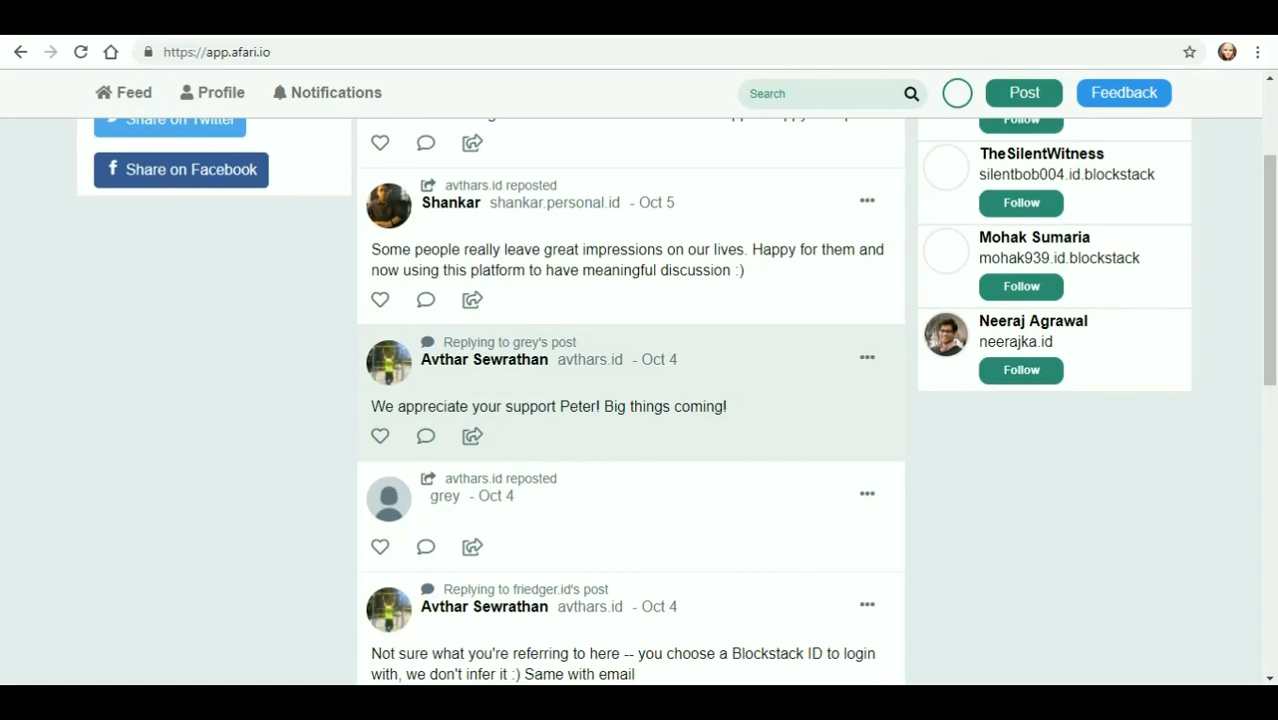 https://app.afari.io
Feed Profile Notifications Search Post Feedback
Share on Twitter
Share on Facebook
avthars.id reposted
Shankar shankar.personal.id - Oct 5
Some people really leave great impressions on our lives. Happy for them and
now using this platform to have meaningful discussion :)
Replying to grey's post
Avthar Sewrathan avthars.id - Oct 4
We appreciate your support Peter! Big things coming!
avthars.id reposted
grey - Oct 4
Replying to friedger.id's post
Avthar Sewrathan avthars.id - Oct 4
Not sure what you're referring to here -- you choose a Blockstack ID to login
with, we don't infer it :) Same with email
Follow
TheSilentWitness
silentbob004.id.blockstack
Follow
Mohak Sumaria
mohak939.id.blockstack
Follow
Neeraj Agrawal
neerajka.id
Follow